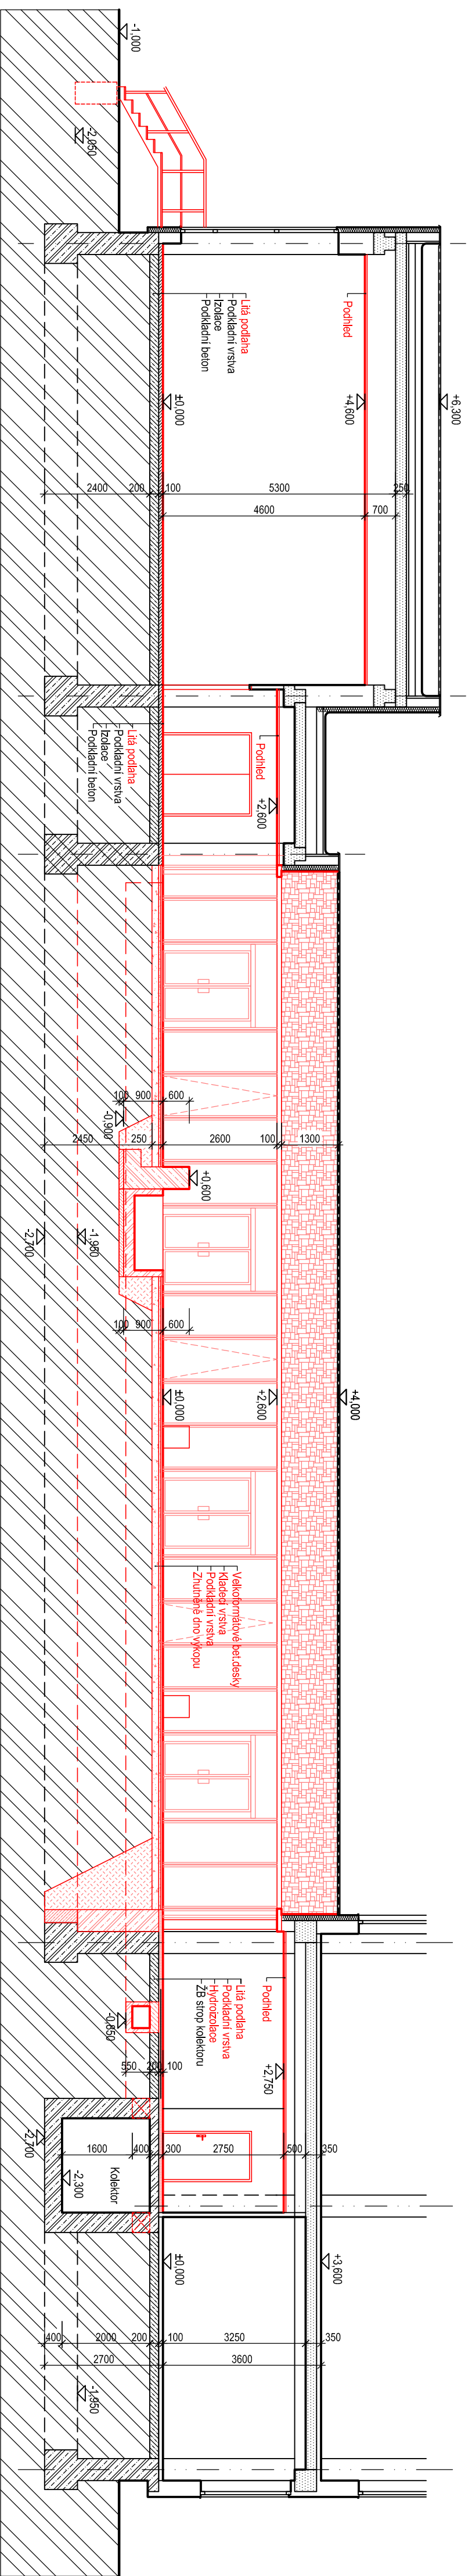 -1,000
-2,050
+6,300
Podhled
+4,600
Litá podlaha
Podkladní vrstva
Izolace
Podkladní beton
±0,000
250
5300
100
200
2400
700
4600
Podhled
+2,600
Litá podlaha
Podkladní vrstva
Izolace
Podkladní beton
600
900
100
-0,900
1300
100
2600
250
2450
+0,600
-1,950
-2,700
600
900
100
+4,000
+2,600
±0,000
Velkoformátové bet.desky
Kladecí vrstva
Podkladní vrstva
Zhutněné dno výkopu
Podhled
+2,750
Litá podlaha
Podkladní vrstva
Hydroizolace
ŽB strop kolektoru
-0,850
100
200
550
350
500
2750
300
400
1600
Kolektor
-2,300
-2,700
+3,600
±0,000
350
3250
100
200
2000
400
3600
2700
-1,950